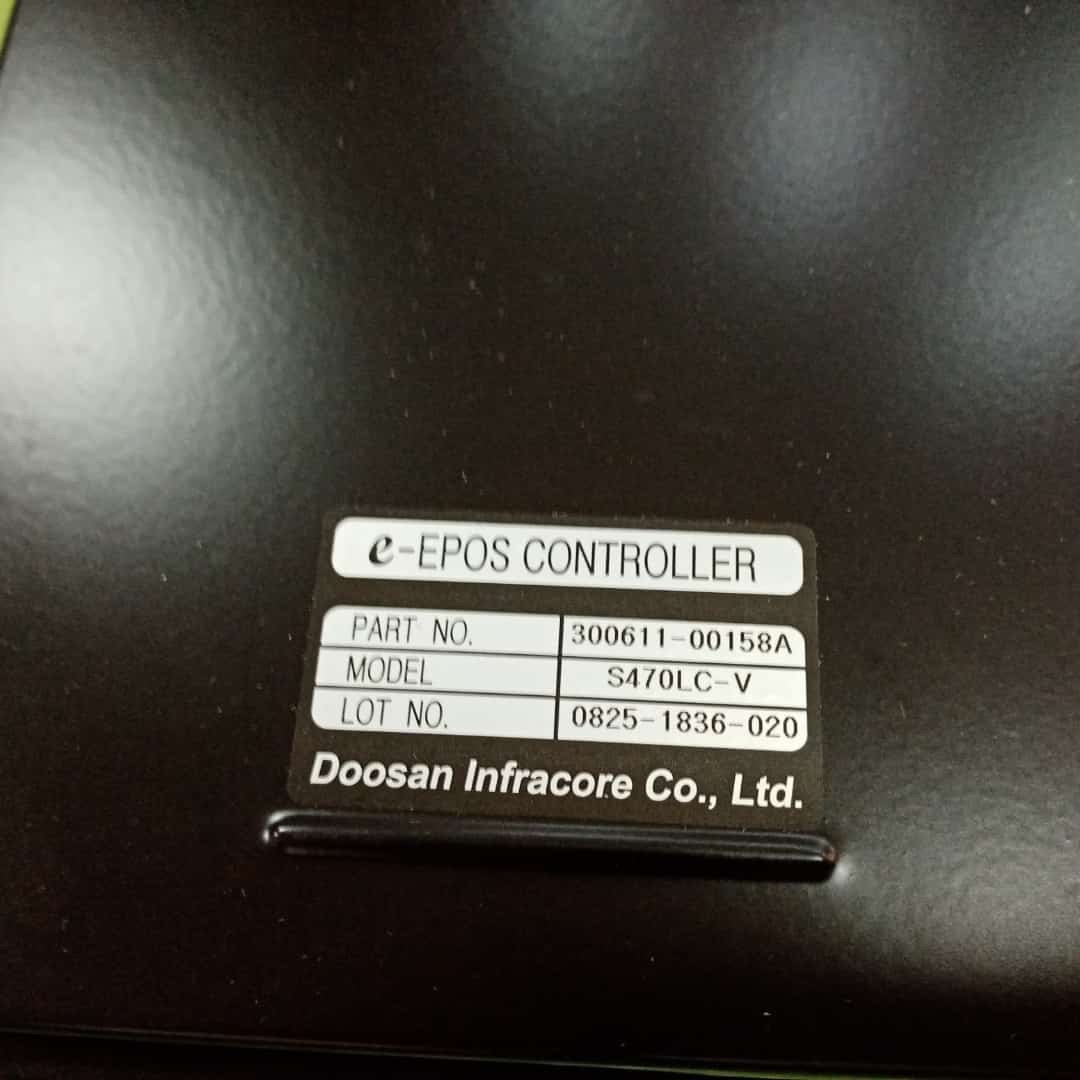 e-EPOS CONTROLLER
PART NO. 300611-00158A
MODEL S470LC-V
LOT NO. 0825-1836-020
Doosan Infracore Co., Ltd.